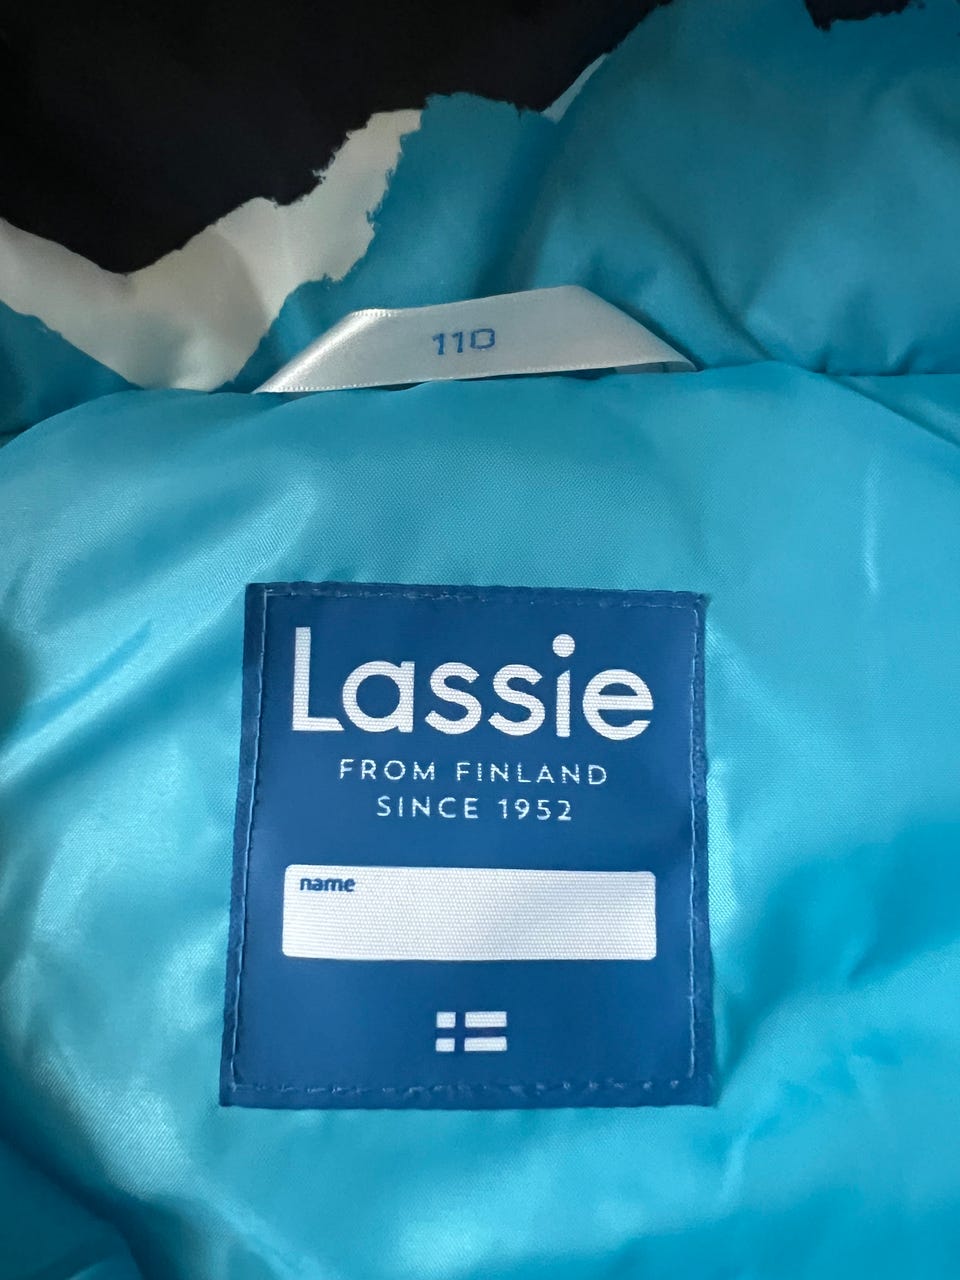 110
Lassie
FROM FINLAND
SINCE 1952
name